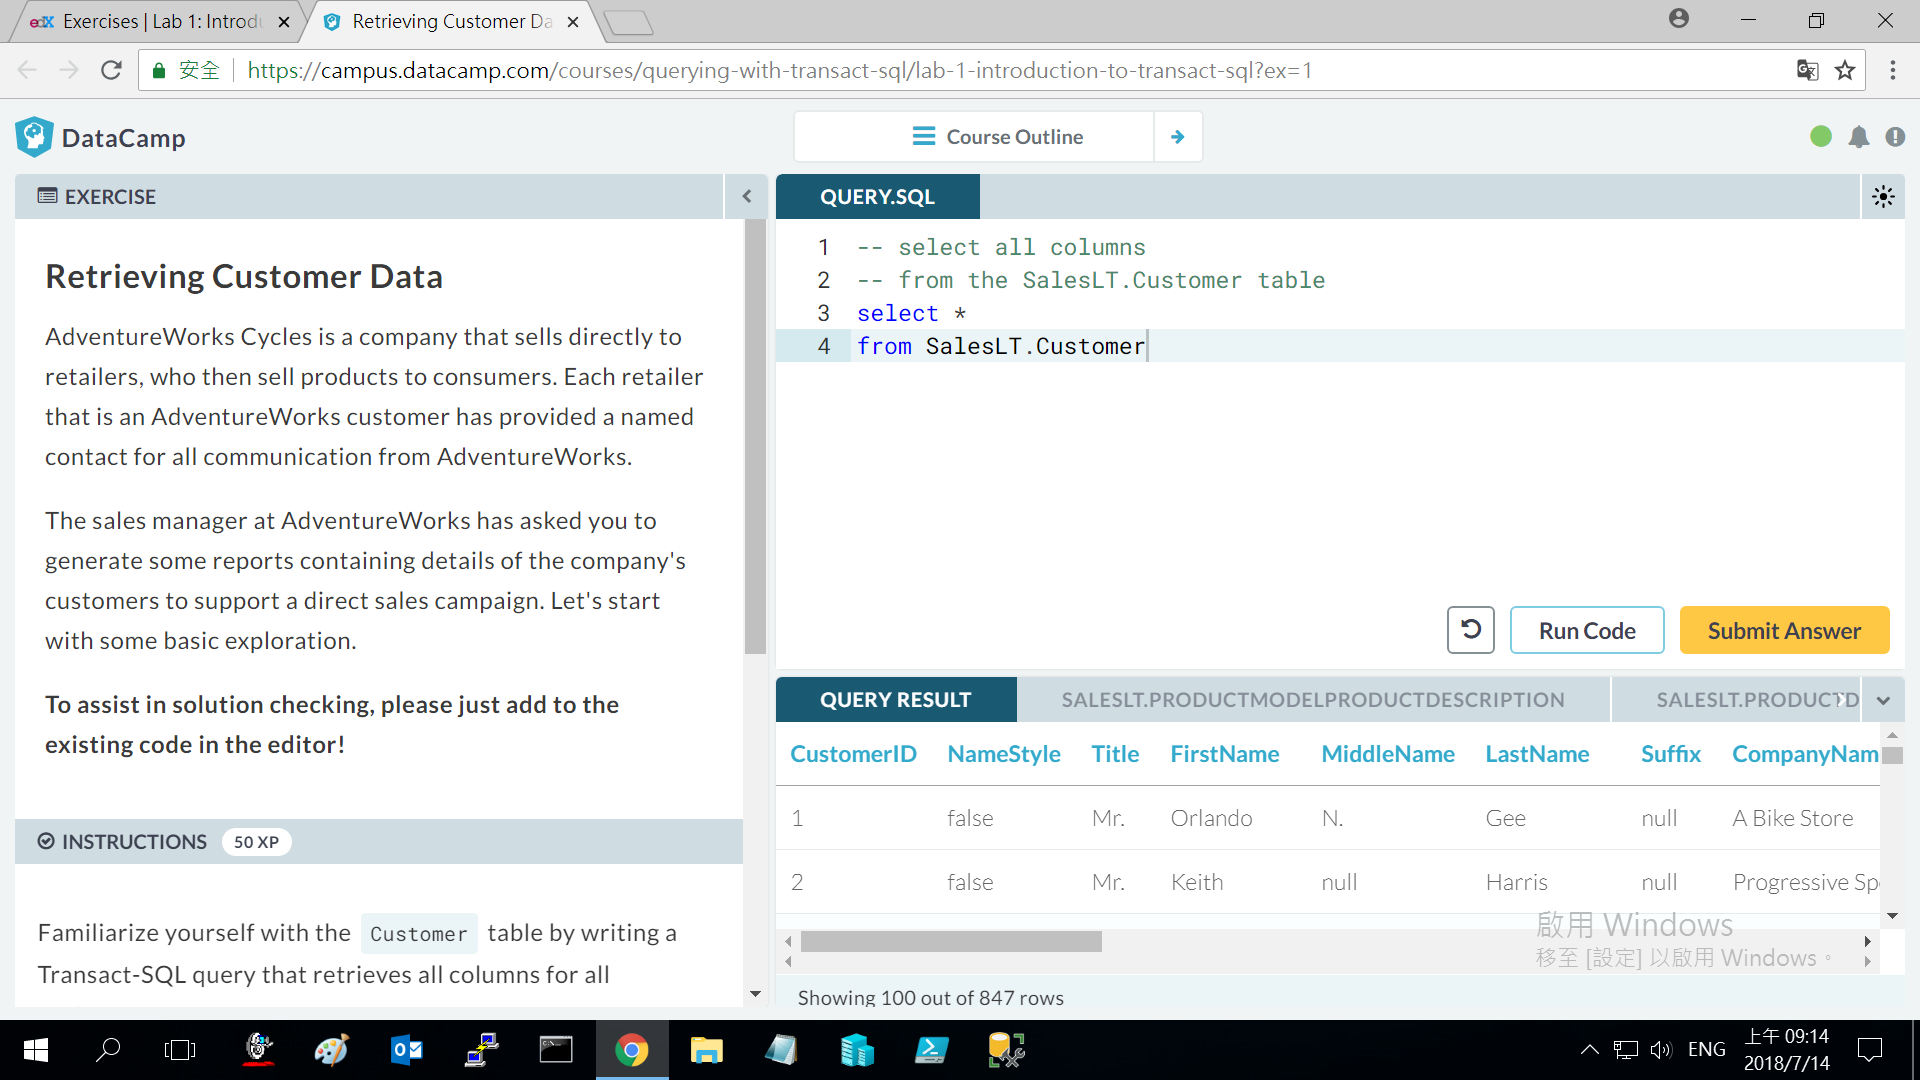 edX Exercises | Lab 1: Introdu
Retrieving Customer Da
安全 https://campus.datacamp.com/courses/querying-with-transact-sql/lab-1-introduction-to-transact-sql?ex=1
DataCamp
Course Outline
EXERCISE
Retrieving Customer Data
AdventureWorks Cycles is a company that sells directly to
retailers, who then sell products to consumers. Each retailer
that is an AdventureWorks customer has provided a named
contact for all communication from AdventureWorks.
The sales manager at AdventureWorks has asked you to
generate some reports containing details of the company's
customers to support a direct sales campaign. Let's start
with some basic exploration.
To assist in solution checking, please just add to the
existing code in the editor!
INSTRUCTIONS 50 XP
Familiarize yourself with the Customer table by writing a
Transact-SQL query that retrieves all columns for all
QUERY.SQL
1 -- select all columns
2 -- from the SalesLT.Customer table
3 select *
4 from SalesLT.Customer
Run Code Submit Answer
QUERY RESULT SALESLT.PRODUCTMODELPRODUCTDESCRIPTION SALESLT.PRODUCTD
CustomerID NameStyle Title FirstName MiddleName LastName Suffix CompanyNam
1 false Mr. Orlando N. Gee null A Bike Store
2 false Mr. Keith null Harris null Progressive Sp
啟用 Windows
移至 [設定] 以啟用 Windows。
Showing 100 out of 847 rows
ENG
上午 09:14
2018/7/14